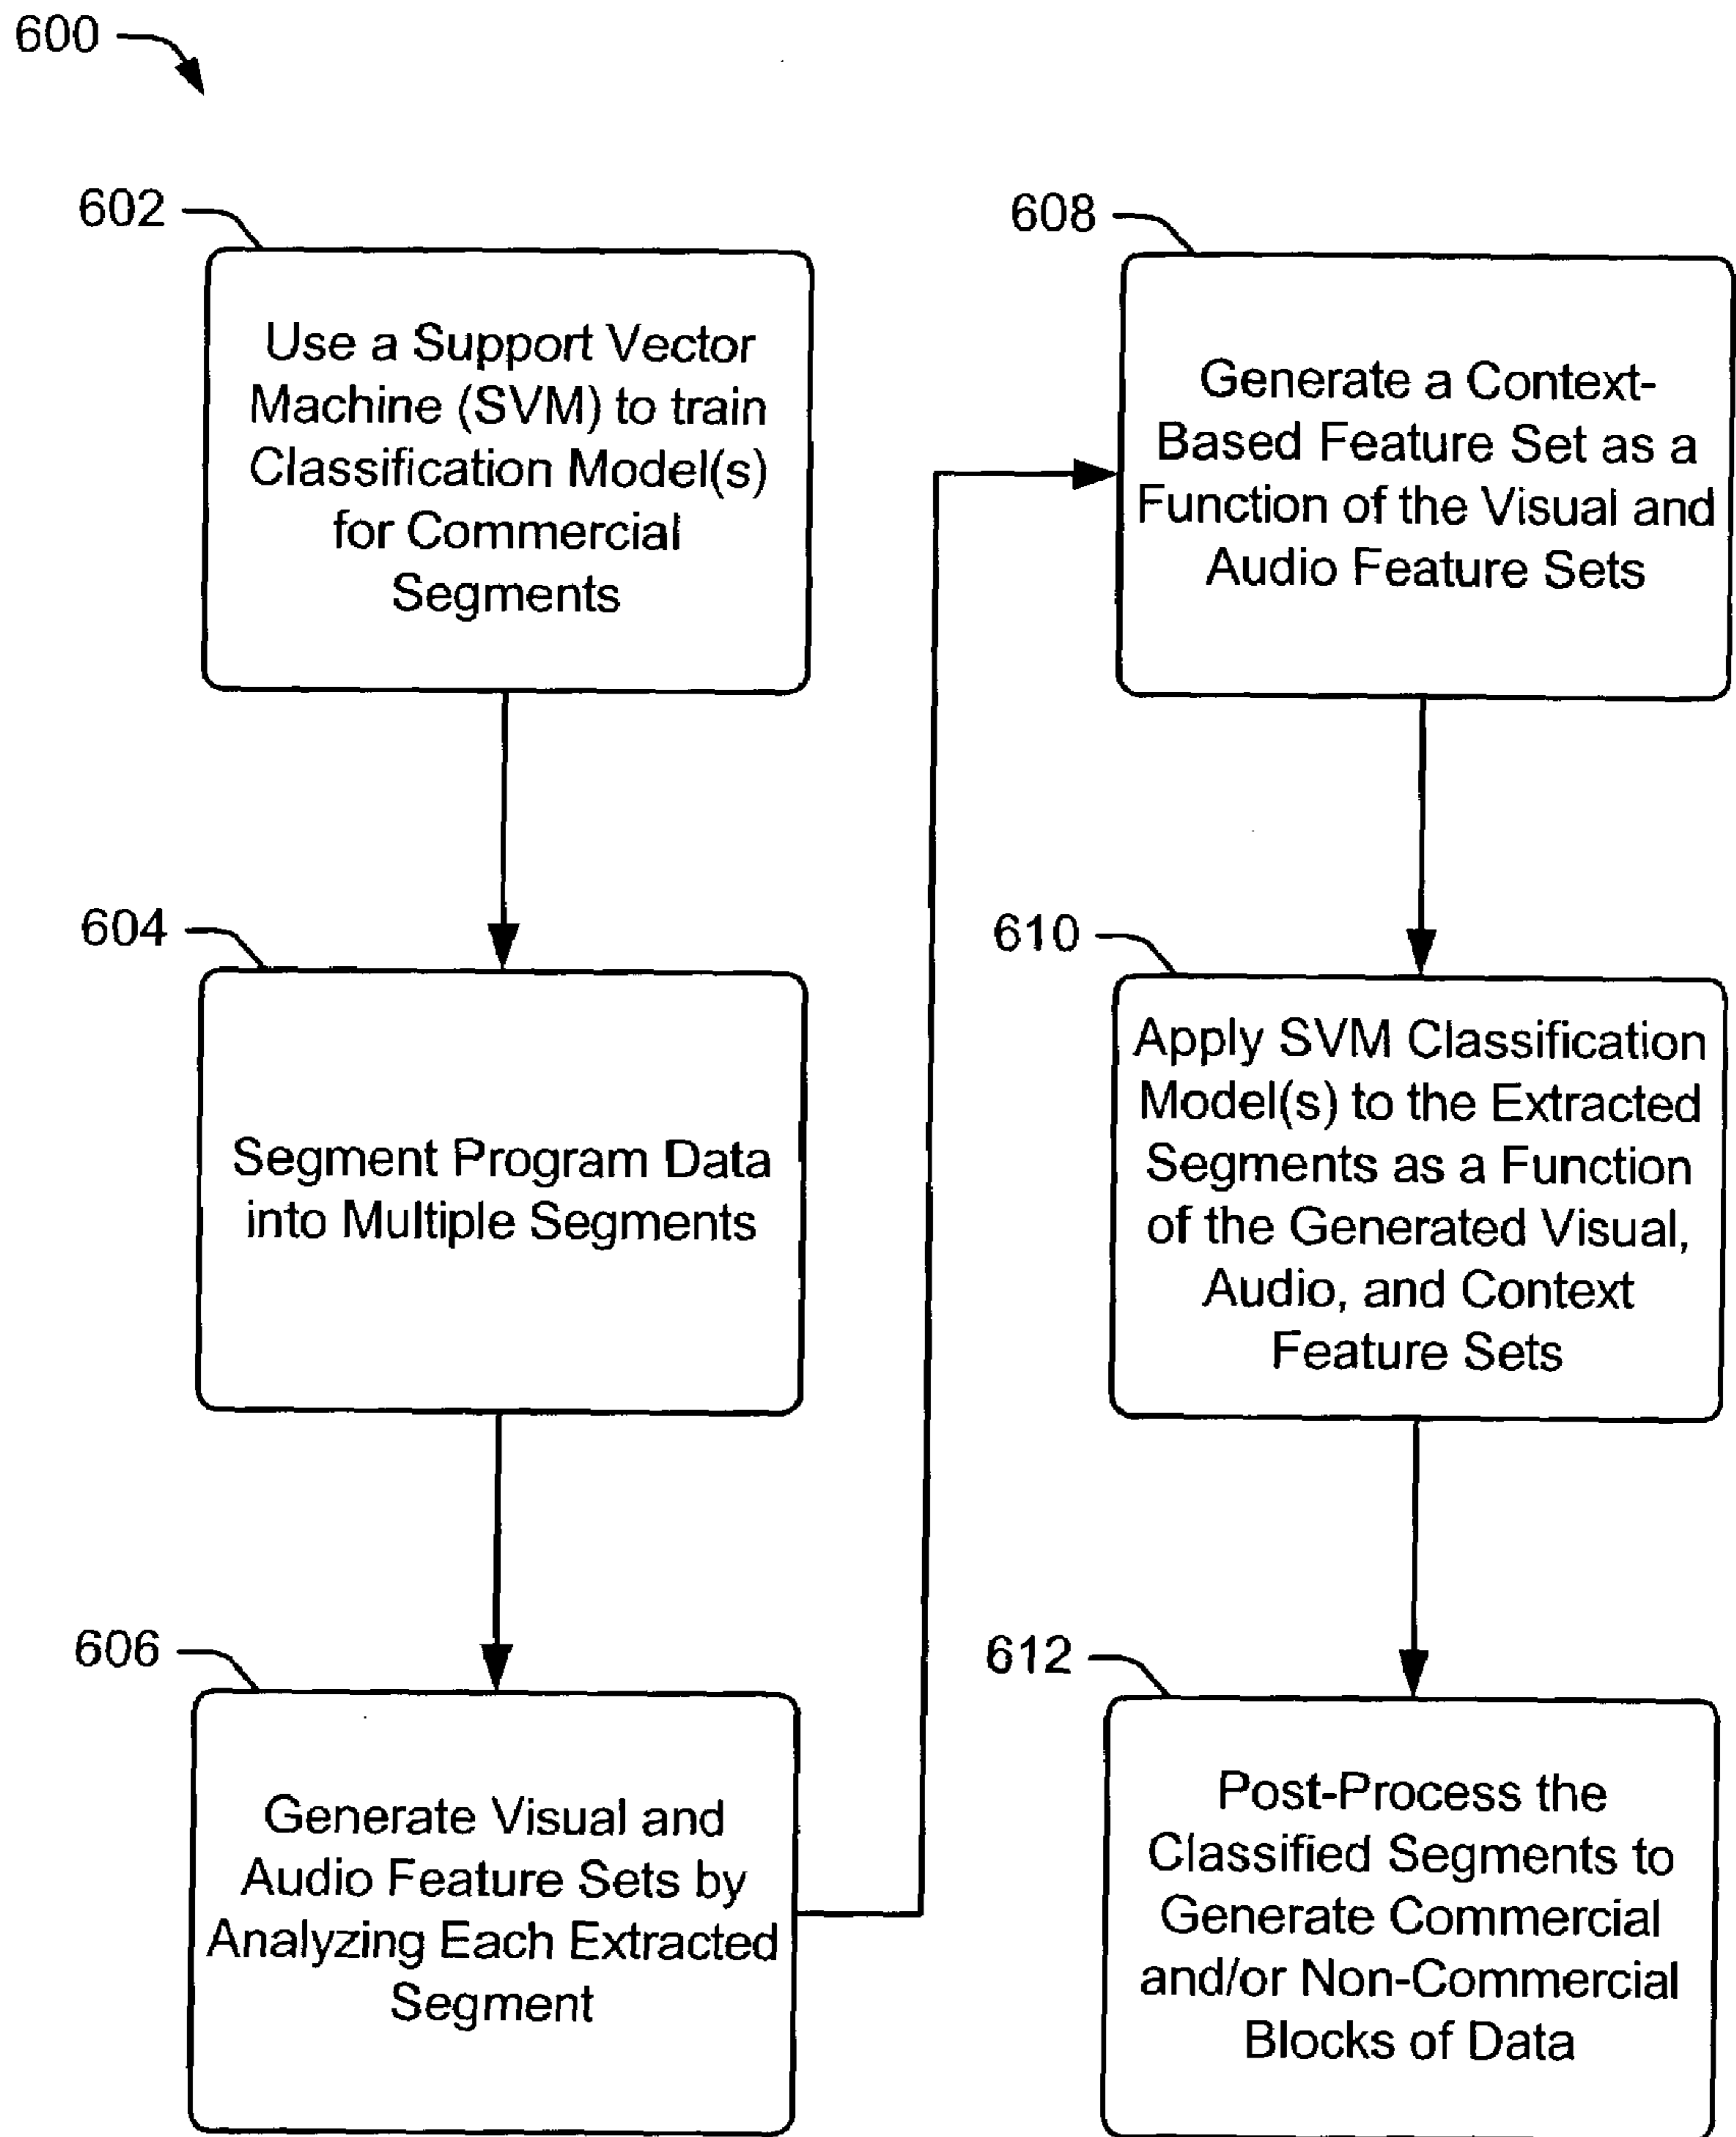 600
602
Use a Support Vector
Machine (SVM) to train
Classification Model(s)
for Commercial
Segments
604
Segment Program Data
into Multiple Segments
606
Generate Visual and
Audio Feature Sets by
Analyzing Each Extracted
Segment
608
Generate a Context-
Based Feature Set as a
Function of the Visual and
Audio Feature Sets
610
Apply SVM Classification
Model(s) to the Extracted
Segments as a Function
of the Generated Visual,
Audio, and Context
Feature Sets
612
Post-Process the
Classified Segments to
Generate Commercial
and/or Non-Commercial
Blocks of Data